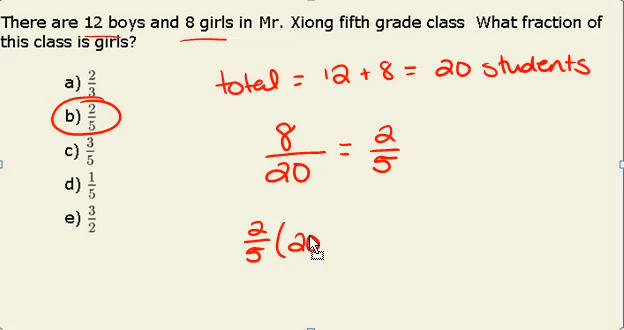 There are 12 boys and 8 girls in Mr. Xiong fifth grade class What fraction of
this class is girls?
a) 2/3
total = 12 + 8 = 20 students
b) 2/5
c) 3/5
8/20 = 2/5
d) 1/5
e) 3/2
2/5 (20